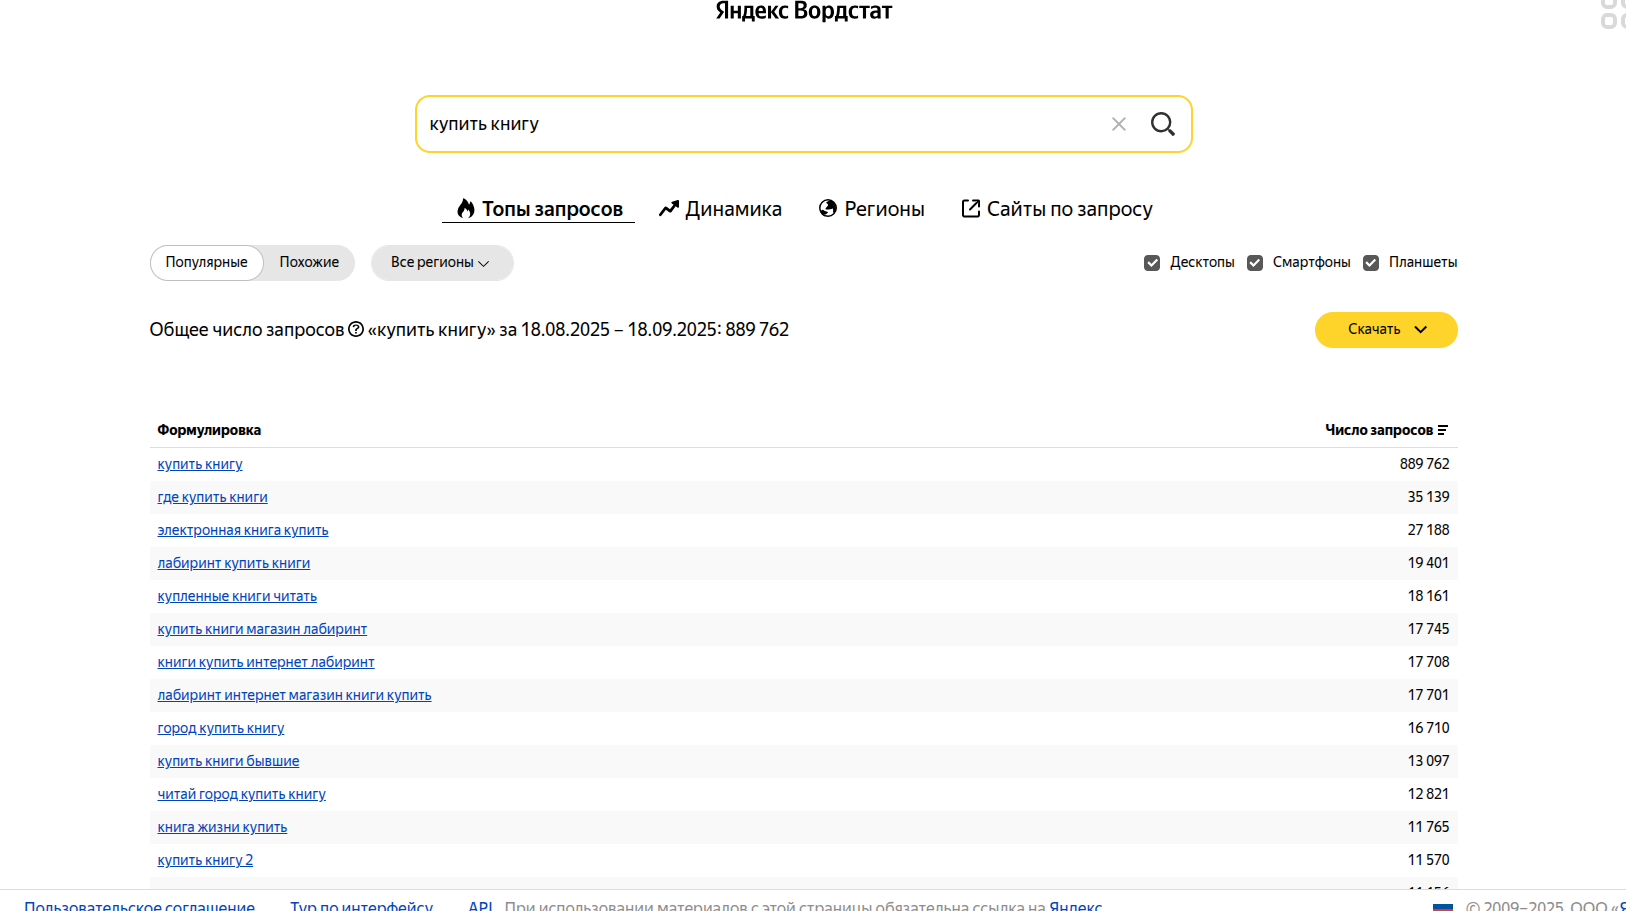 Яндекс Вордстат
купить книгу
Топы запросов Динамика Регионы Сайты по запросу
Популярные Похожие Все регионы Десктопы Смартфоны Планшеты
Общее число запросов ? «купить книгу» за 18.08.2025 – 18.09.2025: 889 762 Скачать
Формулировка Число запросов
купить книгу 889 762
где купить книги 35 139
электронная книга купить 27 188
лабиринт купить книги 19 401
купленные книги читать 18 161
купить книги магазин лабиринт 17 745
книги купить интернет лабиринт 17 708
лабиринт интернет магазин книги купить 17 701
город купить книгу 16 710
купить книги бывшие 13 097
читай город купить книгу 12 821
книга жизни купить 11 765
купить книгу 2 11 570
Пользовательское соглашение Тур по интерфейсу API При использовании материалов с этой страницы обязательна ссылка на Яндекс © 2009–2025 ООО «Я